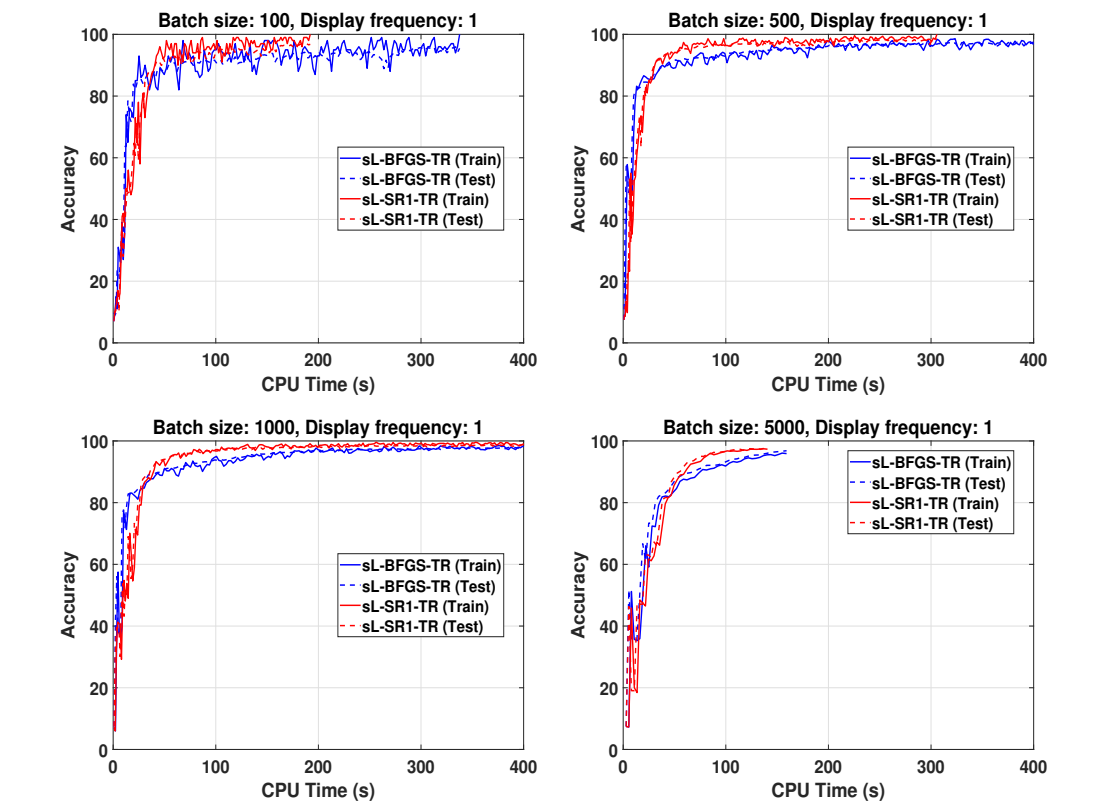 Batch size: 100, Display frequency: 1
100
80
60
40
20
0
Accuracy
sL-BFGS-TR (Train)
sL-BFGS-TR (Test)
sL-SR1-TR (Train)
sL-SR1-TR (Test)
0 100 200 300 400
CPU Time (s)
Batch size: 500, Display frequency: 1
100
80
60
40
20
0
Accuracy
sL-BFGS-TR (Train)
sL-BFGS-TR (Test)
sL-SR1-TR (Train)
sL-SR1-TR (Test)
0 100 200 300 400
CPU Time (s)
Batch size: 1000, Display frequency: 1
100
80
60
40
20
0
Accuracy
sL-BFGS-TR (Train)
sL-BFGS-TR (Test)
sL-SR1-TR (Train)
sL-SR1-TR (Test)
0 100 200 300 400
CPU Time (s)
Batch size: 5000, Display frequency: 1
100
80
60
40
20
0
Accuracy
sL-BFGS-TR (Train)
sL-BFGS-TR (Test)
sL-SR1-TR (Train)
sL-SR1-TR (Test)
0 100 200 300 400
CPU Time (s)